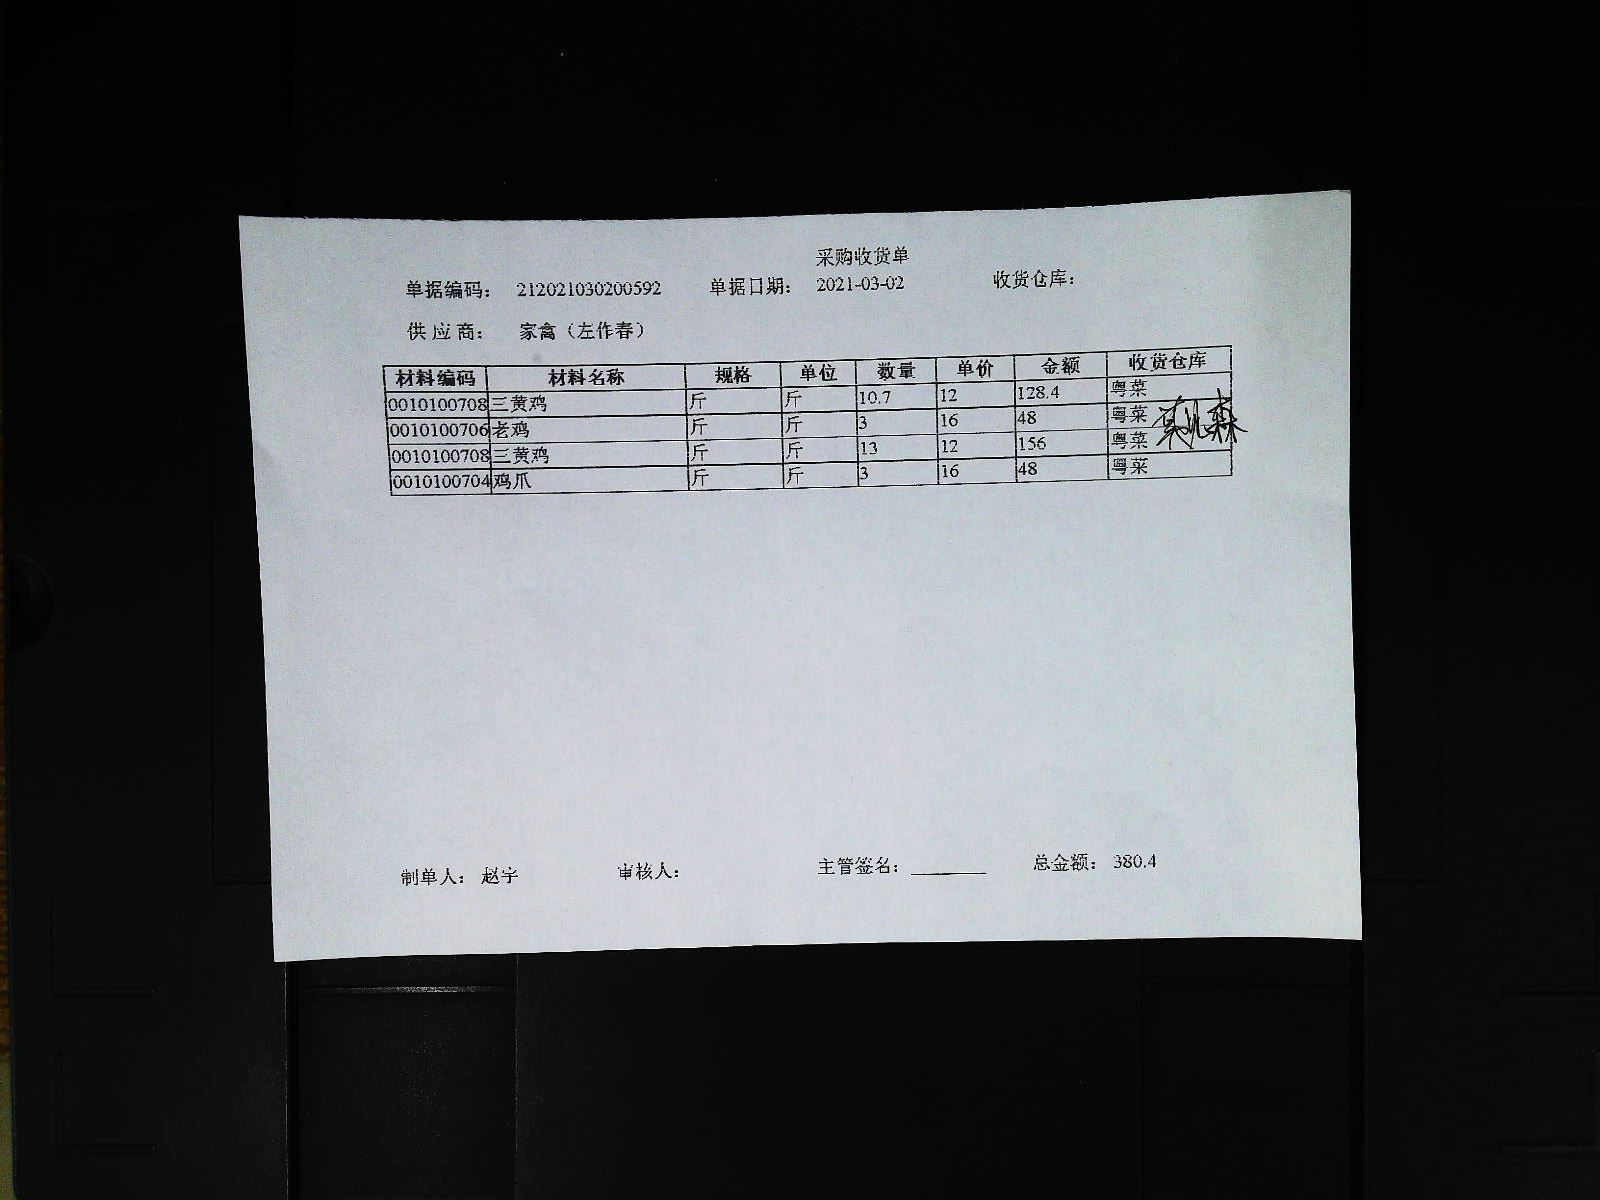 采购收货单
单据编码： 212021030200592 单据日期： 2021-03-02 收货仓库：
供 应 商： 家禽（左作春）
材料编码 材料名称 规格 单位 数量 单价 金额 收货仓库
0010100708 三黄鸡 斤 斤 10.7 12 128.4 粤菜
0010100706 老鸡 斤 斤 3 16 48 粤菜
0010100708 三黄鸡 斤 斤 13 12 156 粤菜
0010100704 鸡爪 斤 斤 3 16 48 粤菜
制单人： 赵宇 审核人： 主管签名： 总金额： 380.4